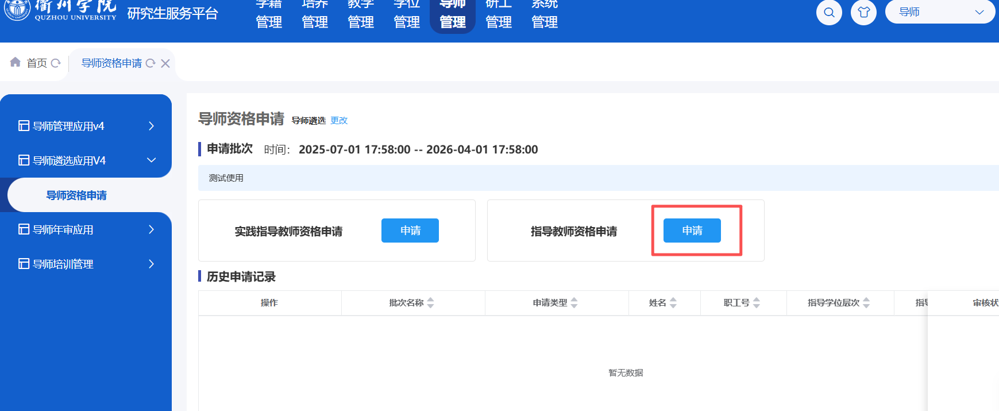 衢州学院
QUZHOU UNIVERSITY
研究生服务平台
学籍管理
培养管理
教学管理
学位管理
导师管理
研工管理
系统管理
导师
首页
导师资格申请
导师管理应用v4
导师遴选应用V4
导师资格申请
导师年审应用
导师培训管理
导师资格申请 导师遴选 更改
申请批次 时间： 2025-07-01 17:58:00 -- 2026-04-01 17:58:00
测试使用
实践指导教师资格申请 申请
指导教师资格申请 申请
历史申请记录
操作 批次名称 申请类型 姓名 职工号 指导学位层次 指导 审核状
暂无数据